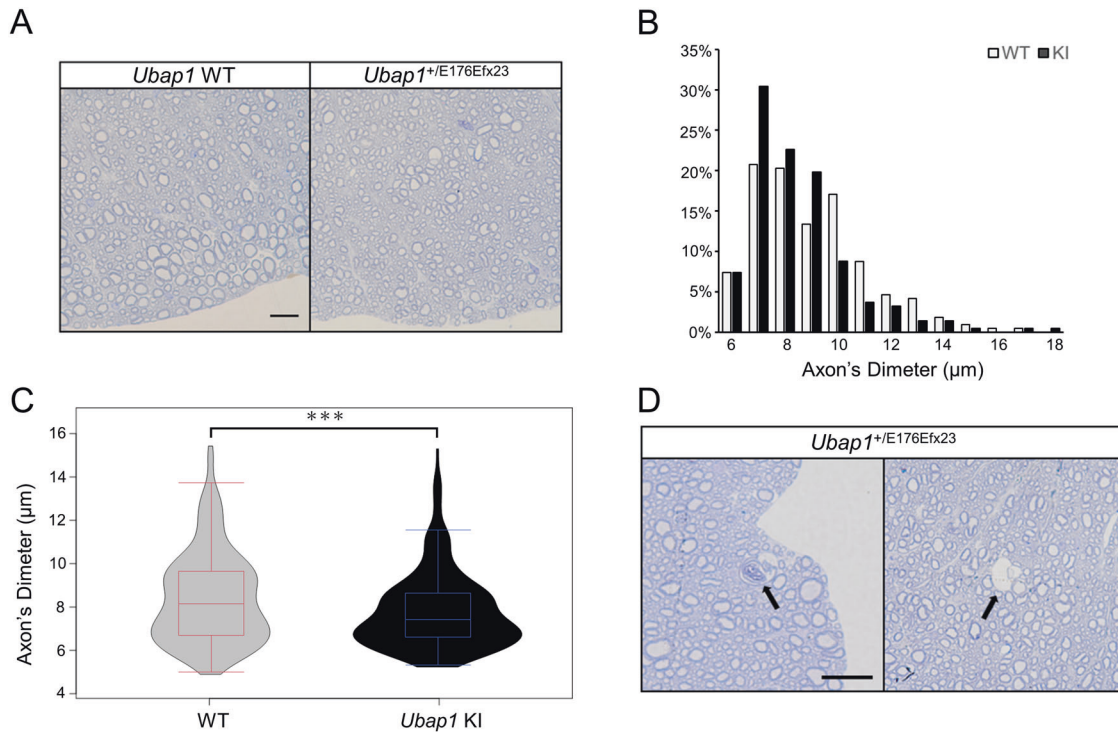 A
Ubap1 WT
Ubap1+/E176Efx23
B
WT KI
35%
30%
25%
20%
15%
10%
5%
0%
6 8 10 12 14 16 18
Axon's Dimeter (µm)
C
***
16
14
12
10
8
6
4
Axon's Dimeter (µm)
WT
Ubap1 KI
D
Ubap1+/E176Efx23